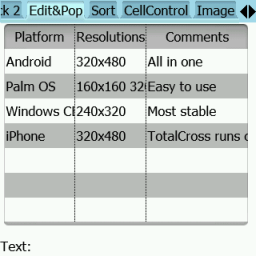 k 2 Edit&Pop Sort CellControl Image
Platform Resolutions Comments
Android 320x480 All in one
Palm OS 160x160 32 Easy to use
Windows CE 240x320 Most stable
iPhone 320x480 TotalCross runs o
Text: